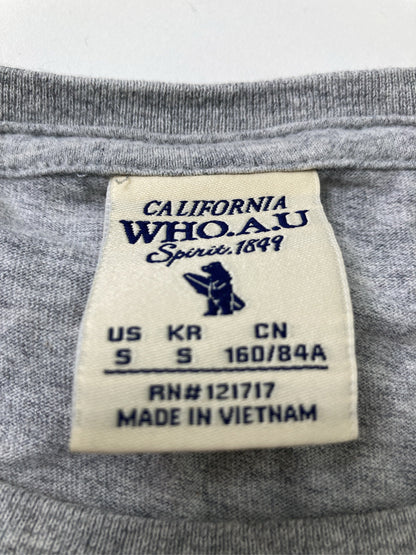 CALIFORNIA
WHO.A.U
Spirit.1849
US KR CN
S S 160/84A
RN#121717
MADE IN VIETNAM